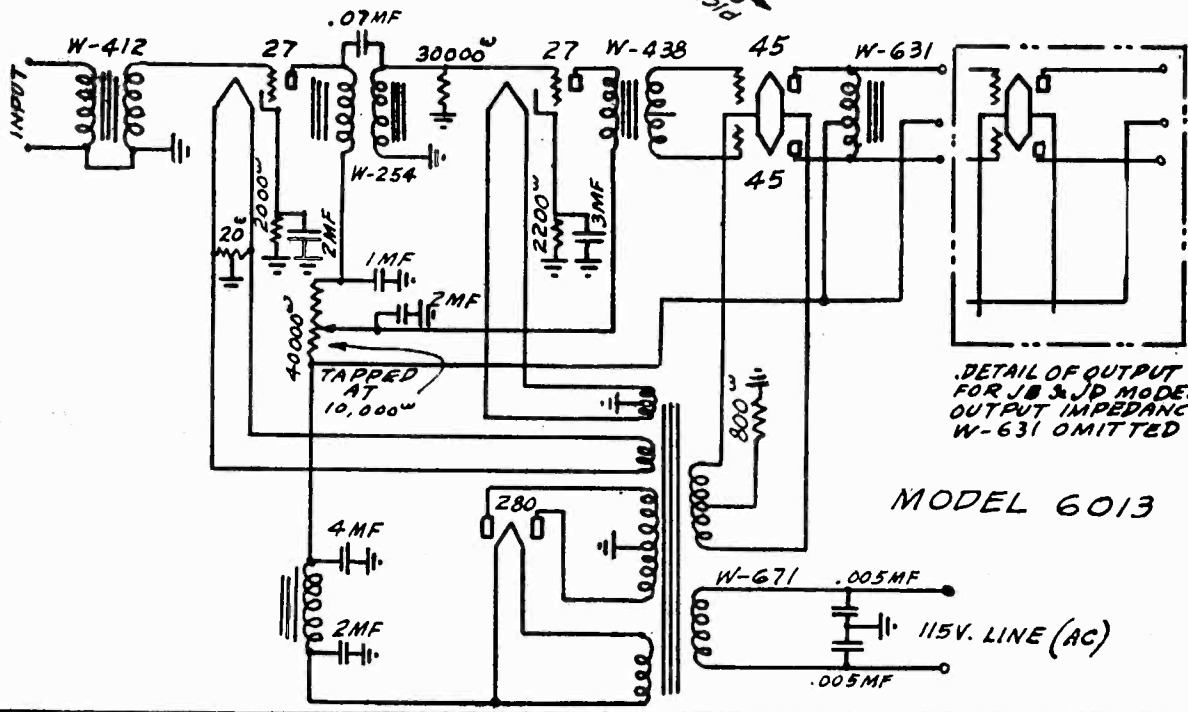 PIC
.07MF
W-412
27
30000ω
27
W-438
45
W-631
INPUT
W-254
45
2000ω
2MF
20ω
2200ω
3MF
1MF
2MF
40000ω
TAPPED
AT
10,000ω
800ω
.DETAIL OF OUTPUT
FOR JB & JD MODE
OUTPUT IMPEDANC
W-631 OMITTED
280
MODEL 6013
4MF
2MF
W-671
.005MF
115V. LINE (AC)
.005MF